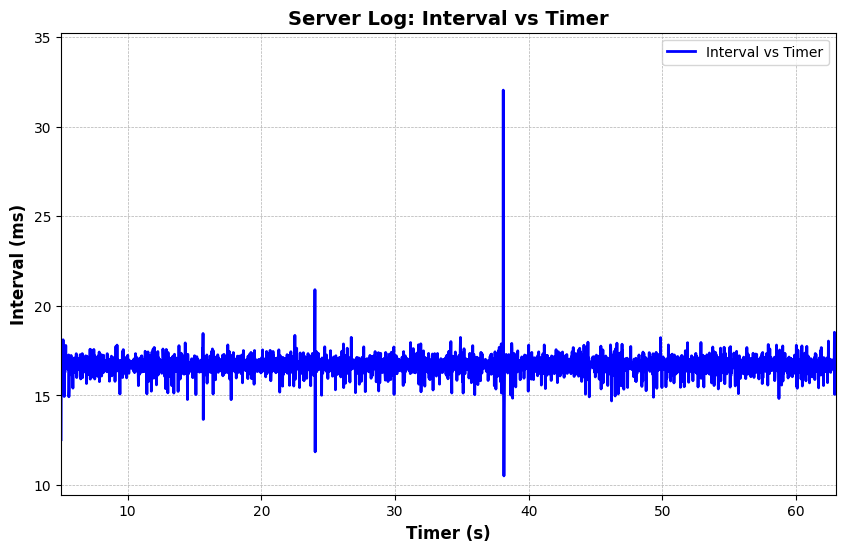 Server Log: Interval vs Timer
Interval vs Timer
35
30
25
20
15
10
Interval (ms)
10 20 30 40 50 60
Timer (s)